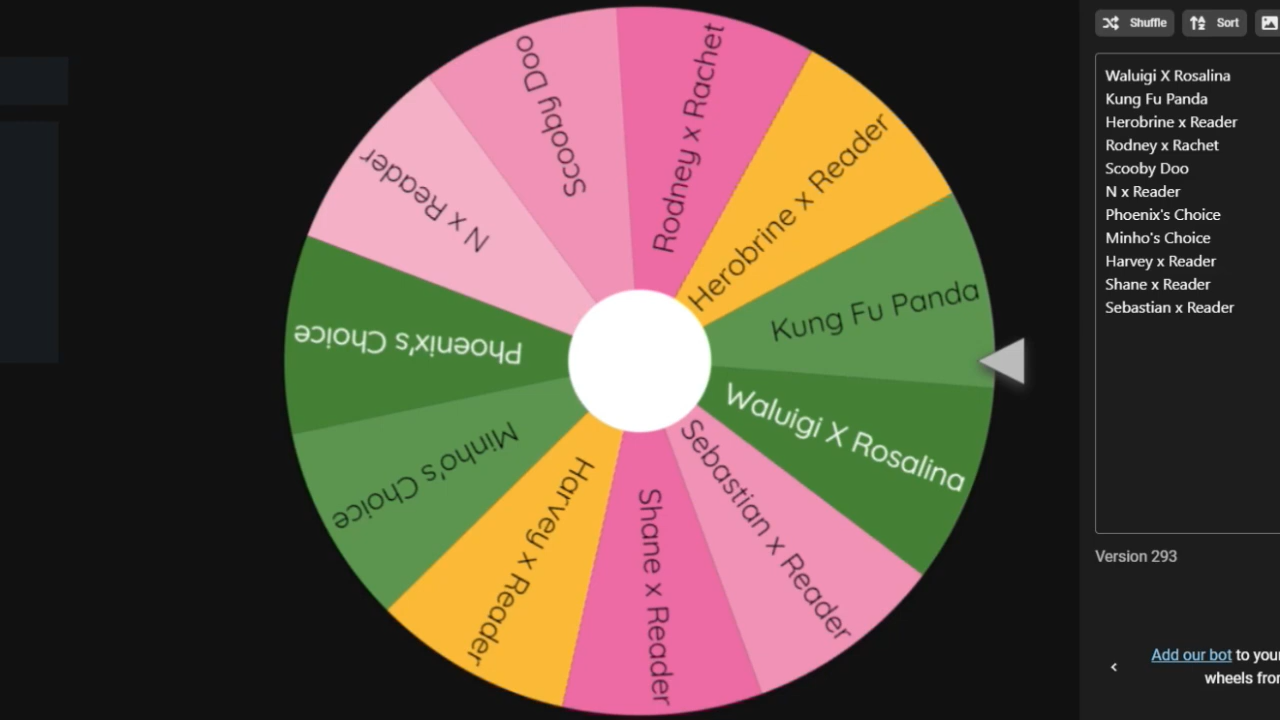 Shuffle
Sort
Waluigi X Rosalina
Kung Fu Panda
Herobrine x Reader
Rodney x Rachet
Scooby Doo
N x Reader
Phoenix's Choice
Minho's Choice
Harvey x Reader
Shane x Reader
Sebastian x Reader
Version 293
Add our bot to your
wheels from
Scooby Doo
Rodney x Rachet
Herobrine x Reader
Kung Fu Panda
Waluigi X Rosalina
Sebastian x Reader
Shane x Reader
Harvey x Reader
Minho's Choice
Phoenix's Choice
N x Reader